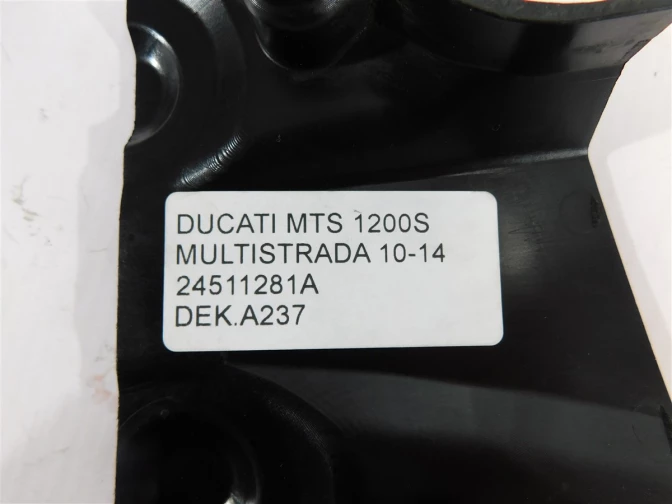 DUCATI MTS 1200S
MULTISTRADA 10-14
24511281A
DEK.A237